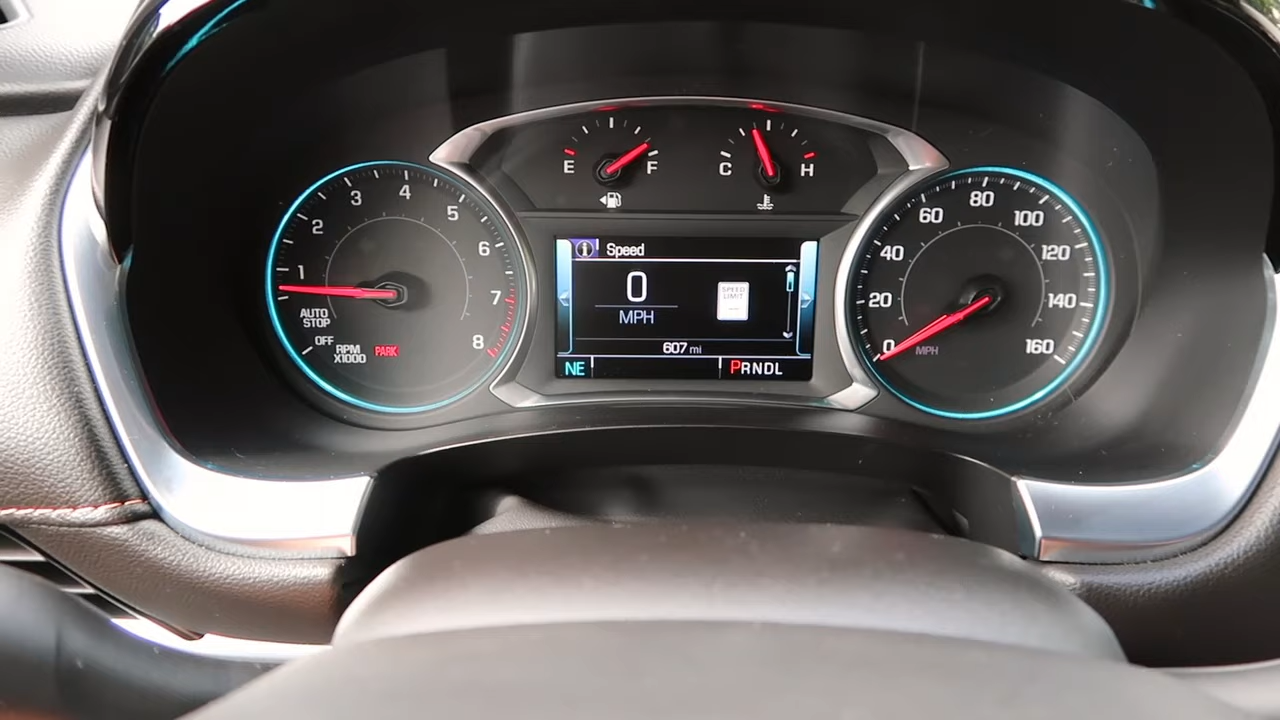 1
2
3
4
5
6
7
8
AUTO
STOP
OFF
RPM
X1000
PARK
E
F
C
H
i Speed
0
MPH
SPEED
LIMIT
607 mi
NE
PRNDL
0
20
40
60
80
100
120
140
160
MPH